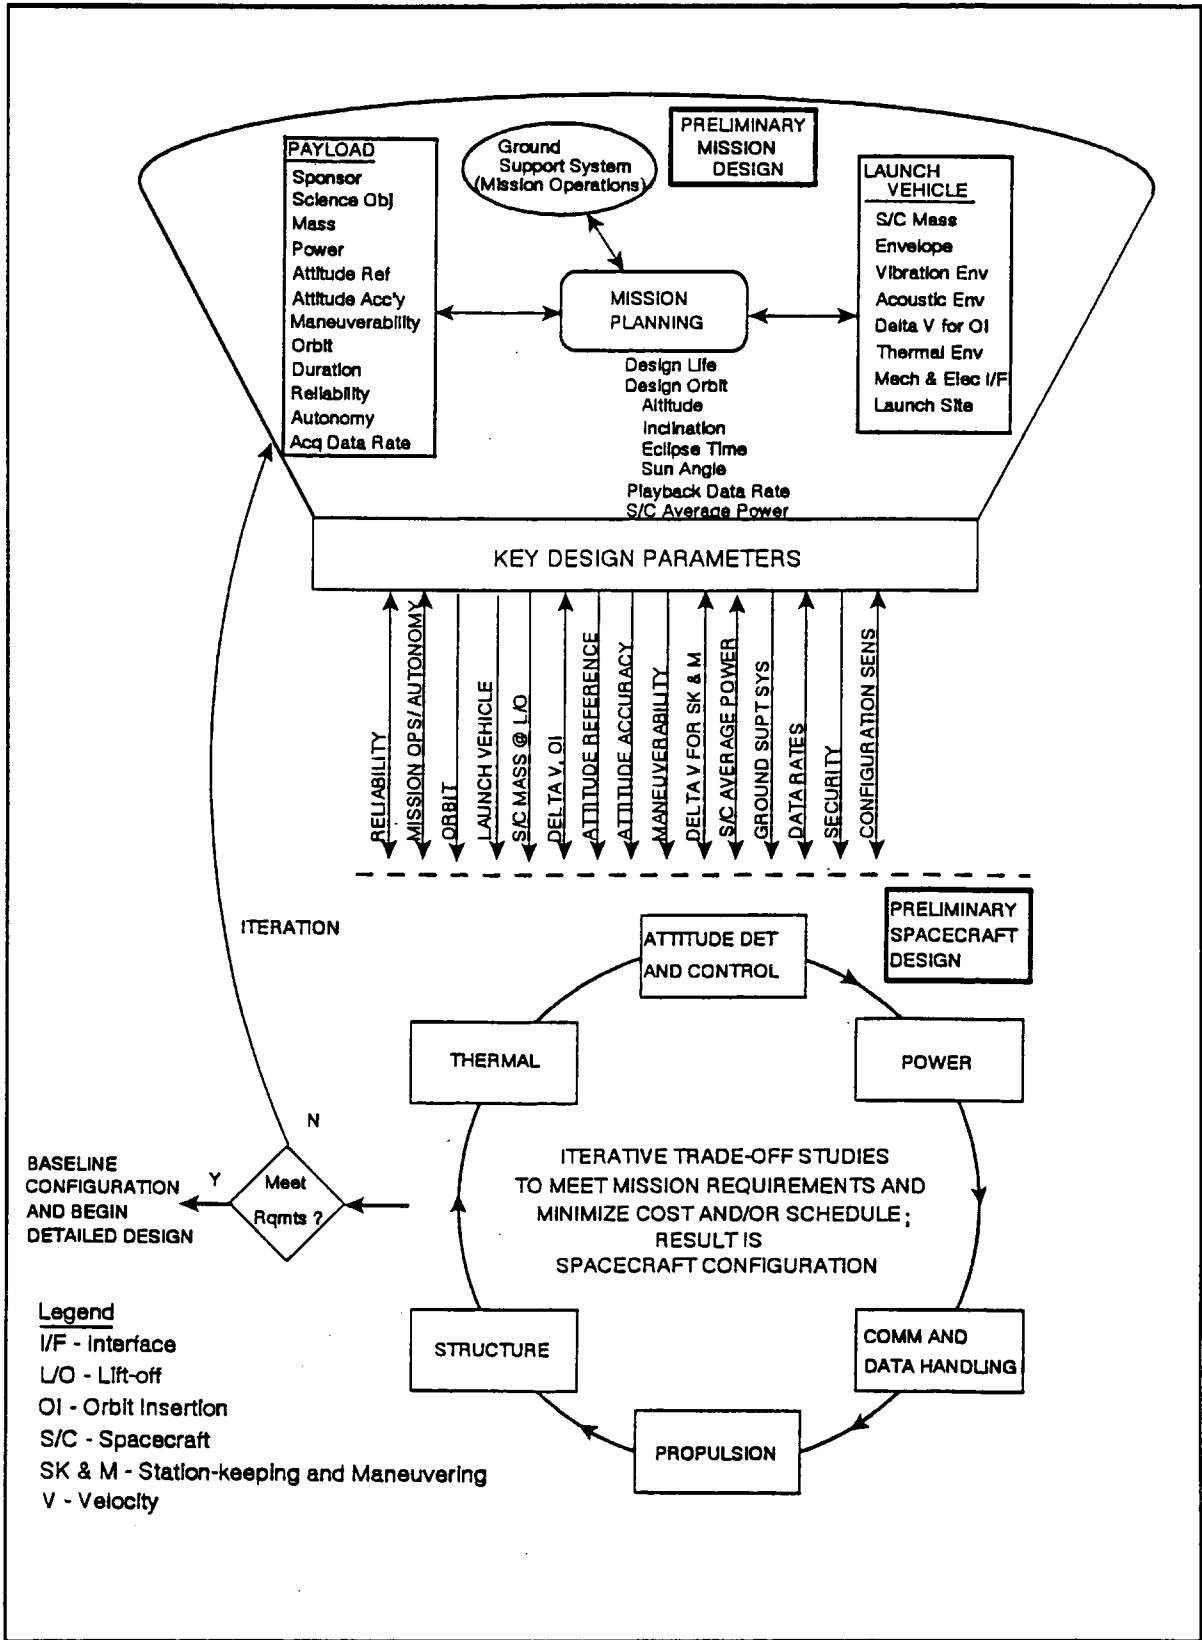 PRELIMINARY
MISSION
DESIGN
PAYLOAD
Sponsor
Science Obj
Mass
Power
Attitude Ref
Attitude Acc'y
Maneuverability
Orbit
Duration
Reliability
Autonomy
Acq Data Rate
Ground
Support System
(Mission Operations)
MISSION
PLANNING
Design Life
Design Orbit
Altitude
Inclination
Eclipse Time
Sun Angle
Playback Data Rate
S/C Average Power
LAUNCH
VEHICLE
S/C Mass
Envelope
Vibration Env
Acoustic Env
Delta V for OI
Thermal Env
Mech & Elec I/F
Launch Site
KEY DESIGN PARAMETERS
RELIABILITY
MISSION OPS/ AUTONOMY
ORBIT
LAUNCH VEHICLE
S/C MASS @ L/O
DELTA V, OI
ATTITUDE REFERENCE
ATTITUDE ACCURACY
MANEUVERABILITY
DELTA V FOR SK & M
S/C AVERAGE POWER
GROUND SUPT SYS
DATA RATES
SECURITY
CONFIGURATION SENS
ITERATION
PRELIMINARY
SPACECRAFT
DESIGN
ATTITUDE DET
AND CONTROL
THERMAL
POWER
ITERATIVE TRADE-OFF STUDIES
TO MEET MISSION REQUIREMENTS AND
MINIMIZE COST AND/OR SCHEDULE;
RESULT IS
SPACECRAFT CONFIGURATION
STRUCTURE
COMM AND
DATA HANDLING
PROPULSION
N
Y
Meet
Rqmts ?
BASELINE
CONFIGURATION
AND BEGIN
DETAILED DESIGN
Legend
I/F - Interface
L/O - Lift-off
OI - Orbit Insertion
S/C - Spacecraft
SK & M - Station-keeping and Maneuvering
V - Velocity